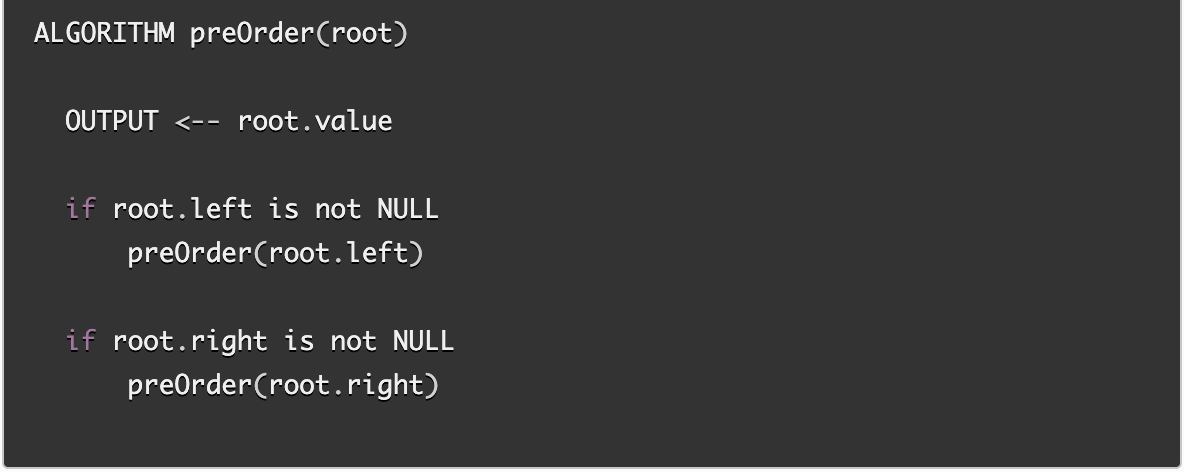 ALGORITHM preOrder(root)
OUTPUT <-- root.value
if root.left is not NULL
preOrder(root.left)
if root.right is not NULL
preOrder(root.right)